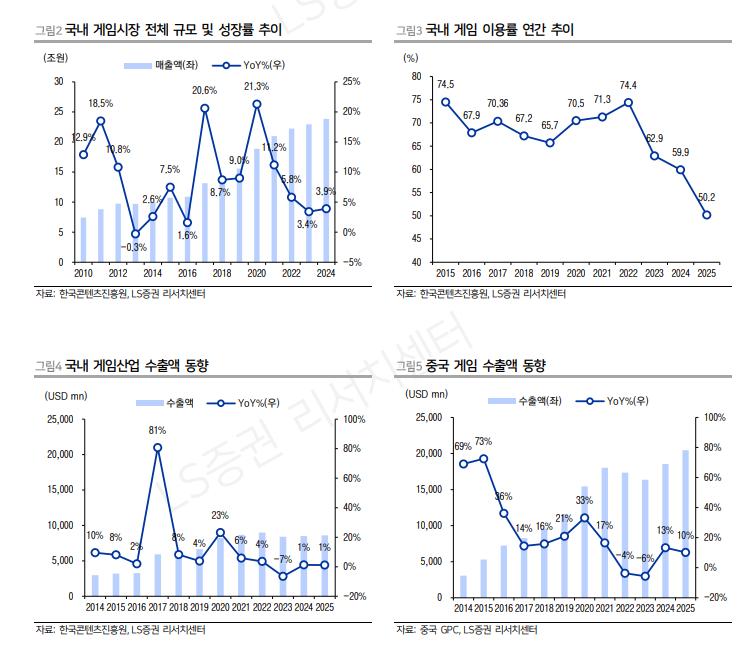 그림2 국내 게임시장 전체 규모 및 성장률 추이
(조원)
매출액(좌) YoY%(우)
30 25 20 15 10 5 0
25% 20% 15% 10% 5% 0% -5%
12.9% 18.5% 10.8% -0.3% 2.6% 7.5% 1.6% 20.6% 8.7% 9.0% 21.3% 11.2% 5.8% 3.4% 3.9%
2010 2012 2014 2016 2018 2020 2022 2024
자료: 한국콘텐츠진흥원, LS증권 리서치센터
그림3 국내 게임 이용률 연간 추이
(%)
80 75 70 65 60 55 50 45 40
74.5 67.9 70.36 67.2 65.7 70.5 71.3 74.4 62.9 59.9 50.2
2015 2016 2017 2018 2019 2020 2021 2022 2023 2024 2025
자료: 한국콘텐츠진흥원, LS증권 리서치센터
그림4 국내 게임산업 수출액 동향
(USD mn)
수출액 YoY%(우)
25,000 20,000 15,000 10,000 5,000 0
100% 80% 60% 40% 20% 0% -20%
10% 8% 2% 81% 8% 4% 23% 6% 4% -7% 1% 1%
2014 2015 2016 2017 2018 2019 2020 2021 2022 2023 2024 2025
자료: 한국콘텐츠진흥원, LS증권 리서치센터
그림5 중국 게임 수출액 동향
(USD mn)
수출액(좌) YoY%(우)
25,000 20,000 15,000 10,000 5,000 0
100% 80% 60% 40% 20% 0% -20%
69% 73% 36% 14% 16% 21% 33% 17% -4% -6% 13% 10%
2014 2015 2016 2017 2018 2019 2020 2021 2022 2023 2024 2025
자료: 중국 GPC, LS증권 리서치센터
LS증권 리서치센터